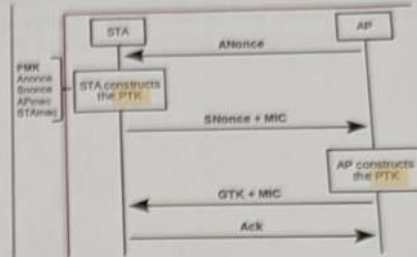 STA
AP
ANonce
PMK
Anonce
Snonce
APmac
STAmac
STA constructs
the PTK
SNonce + MIC
AP constructs
the PTK
GTK + MIC
Ack